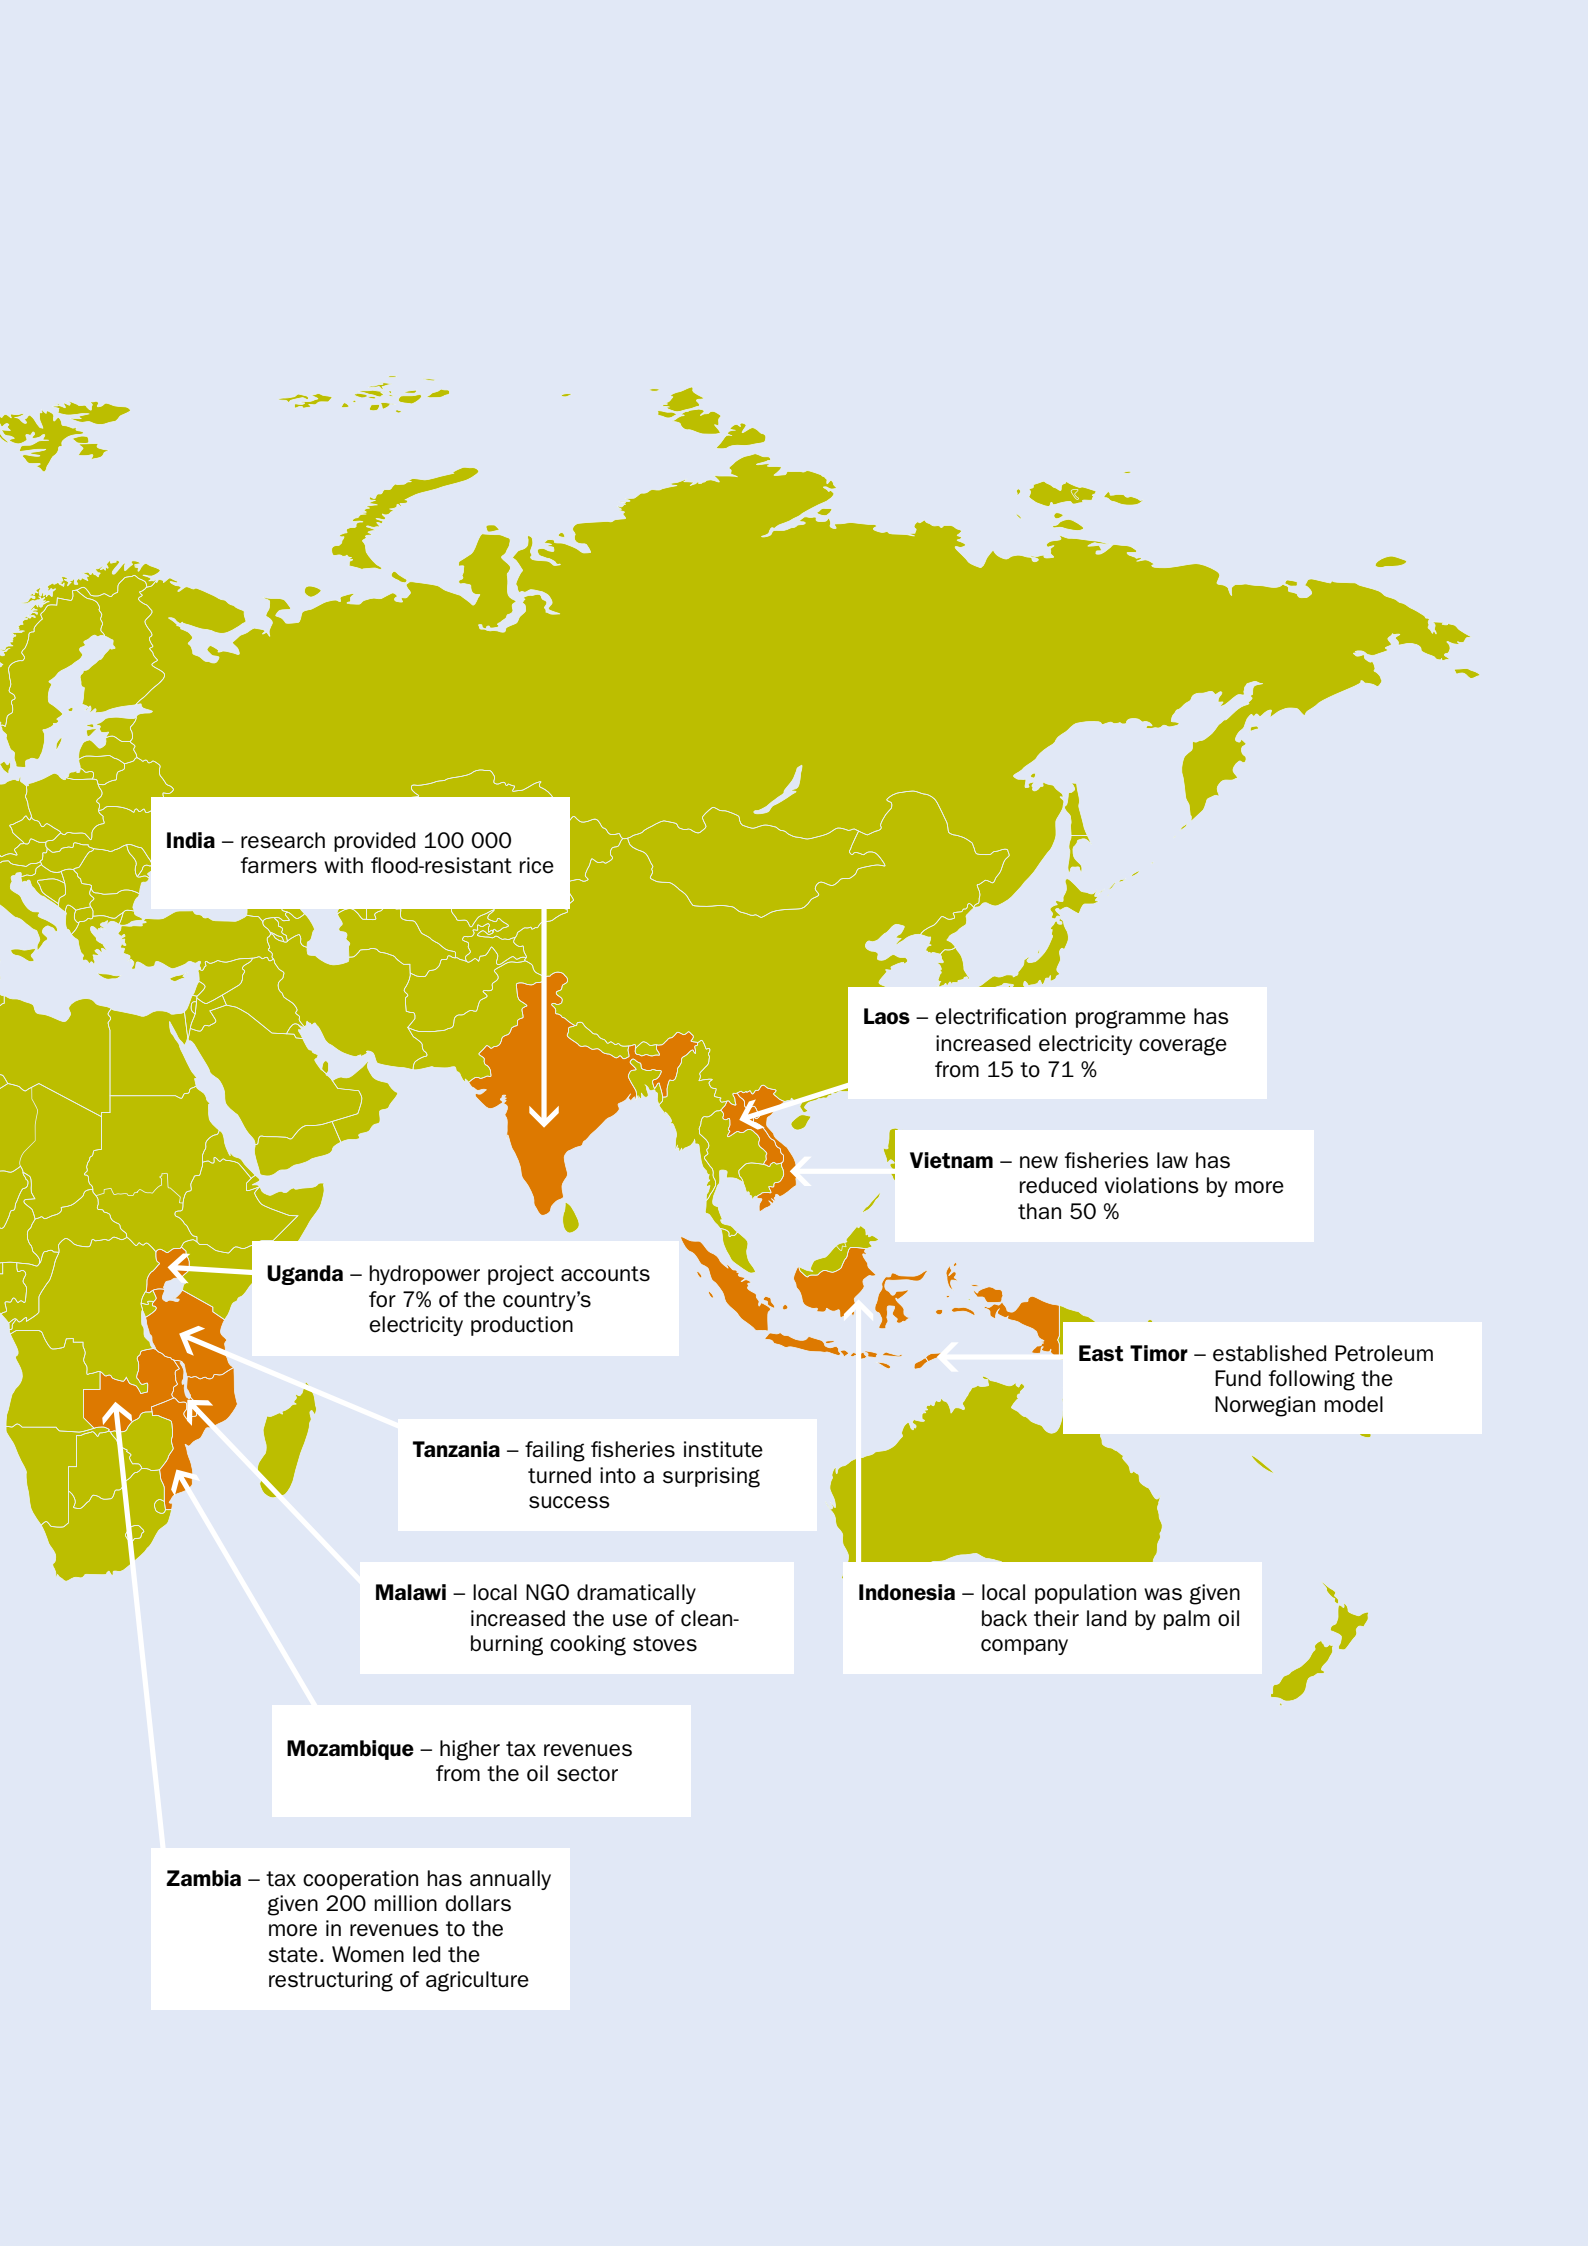 India – research provided 100 000
farmers with flood-resistant rice
Laos – electrification programme has
increased electricity coverage
from 15 to 71 %
Vietnam – new fisheries law has
reduced violations by more
than 50 %
Uganda – hydropower project accounts
for 7% of the country’s
electricity production
East Timor – established Petroleum
Fund following the
Norwegian model
Tanzania – failing fisheries institute
turned into a surprising
success
Malawi – local NGO dramatically
increased the use of clean-
burning cooking stoves
Indonesia – local population was given
back their land by palm oil
company
Mozambique – higher tax revenues
from the oil sector
Zambia – tax cooperation has annually
given 200 million dollars
more in revenues to the
state. Women led the
restructuring of agriculture